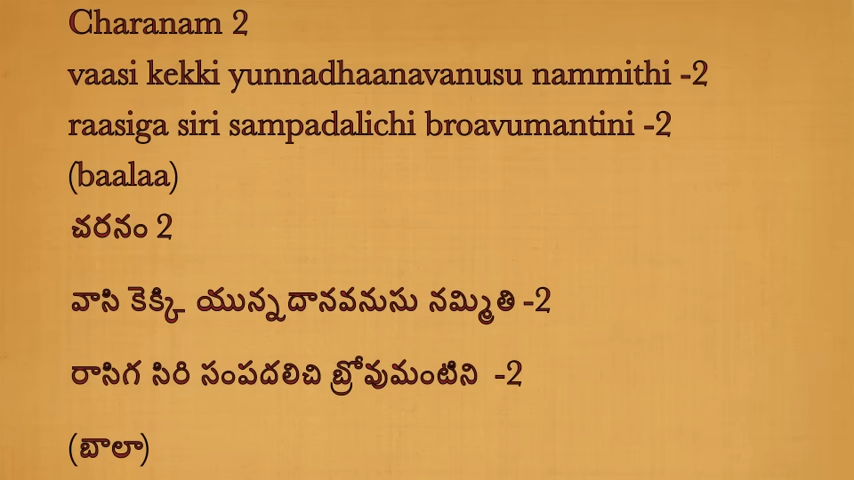 Charanam 2
vaasi kekki yunnadhaanavanusu nammithi -2
raasiga siri sampadalichi broavumantini -2
(baalaa)
చరనం 2
వాసి కెక్కి యున్నదానవనుసు నమ్మితి -2
రాసిగ సిరి సంపదలిచి బ్రోవుమంటిని -2
(బాలా)